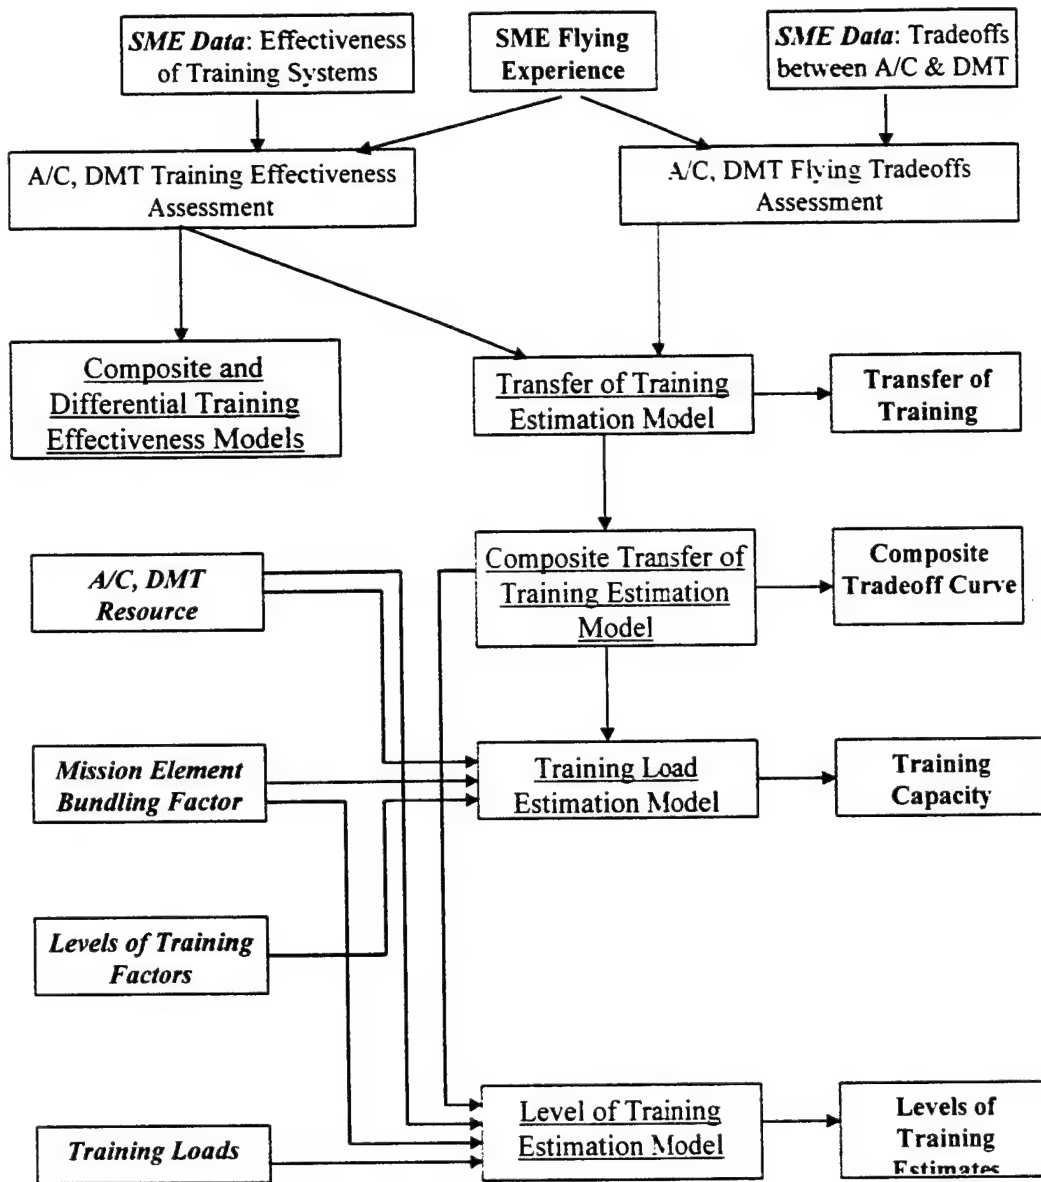 SME Data: Effectiveness
of Training Systems
SME Flying
Experience
SME Data: Tradeoffs
between A/C & DMT
A/C, DMT Training Effectiveness
Assessment
A/C, DMT Flying Tradeoffs
Assessment
Composite and
Differential Training
Effectiveness Models
Transfer of Training
Estimation Model
Transfer of
Training
A/C, DMT
Resource
Composite Transfer of
Training Estimation
Model
Composite
Tradeoff Curve
Mission Element
Bundling Factor
Training Load
Estimation Model
Training
Capacity
Levels of Training
Factors
Training Loads
Level of Training
Estimation Model
Levels of
Training
Estimates